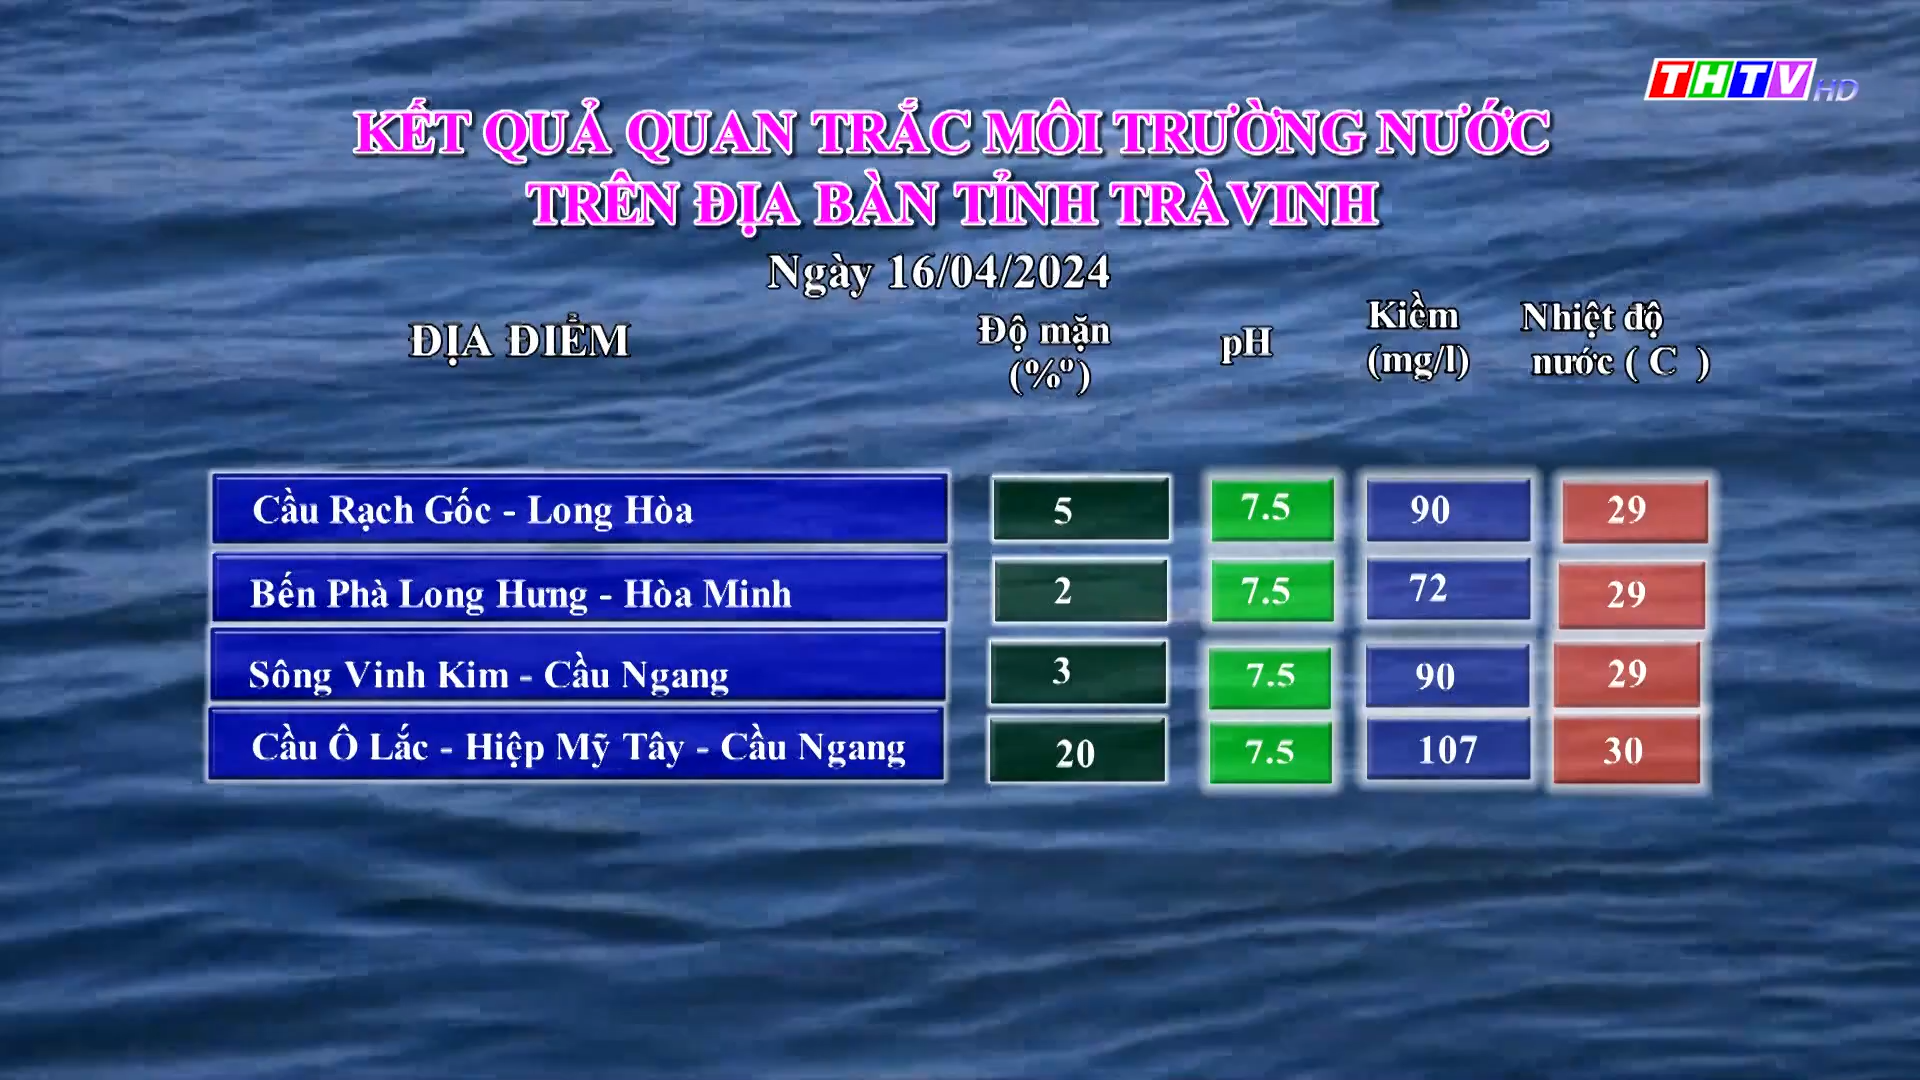 THTV HD
KẾT QUẢ QUAN TRẮC MÔI TRƯỜNG NƯỚC
TRÊN ĐỊA BÀN TỈNH TRÀ VINH
Ngày 16/04/2024
ĐỊA ĐIỂM Độ mặn (%º) pH Kiềm (mg/l) Nhiệt độ nước ( C )
Cầu Rạch Gốc - Long Hòa 5 7.5 90 29
Bến Phà Long Hưng - Hòa Minh 2 7.5 72 29
Sông Vinh Kim - Cầu Ngang 3 7.5 90 29
Cầu Ô Lắc - Hiệp Mỹ Tây - Cầu Ngang 20 7.5 107 30